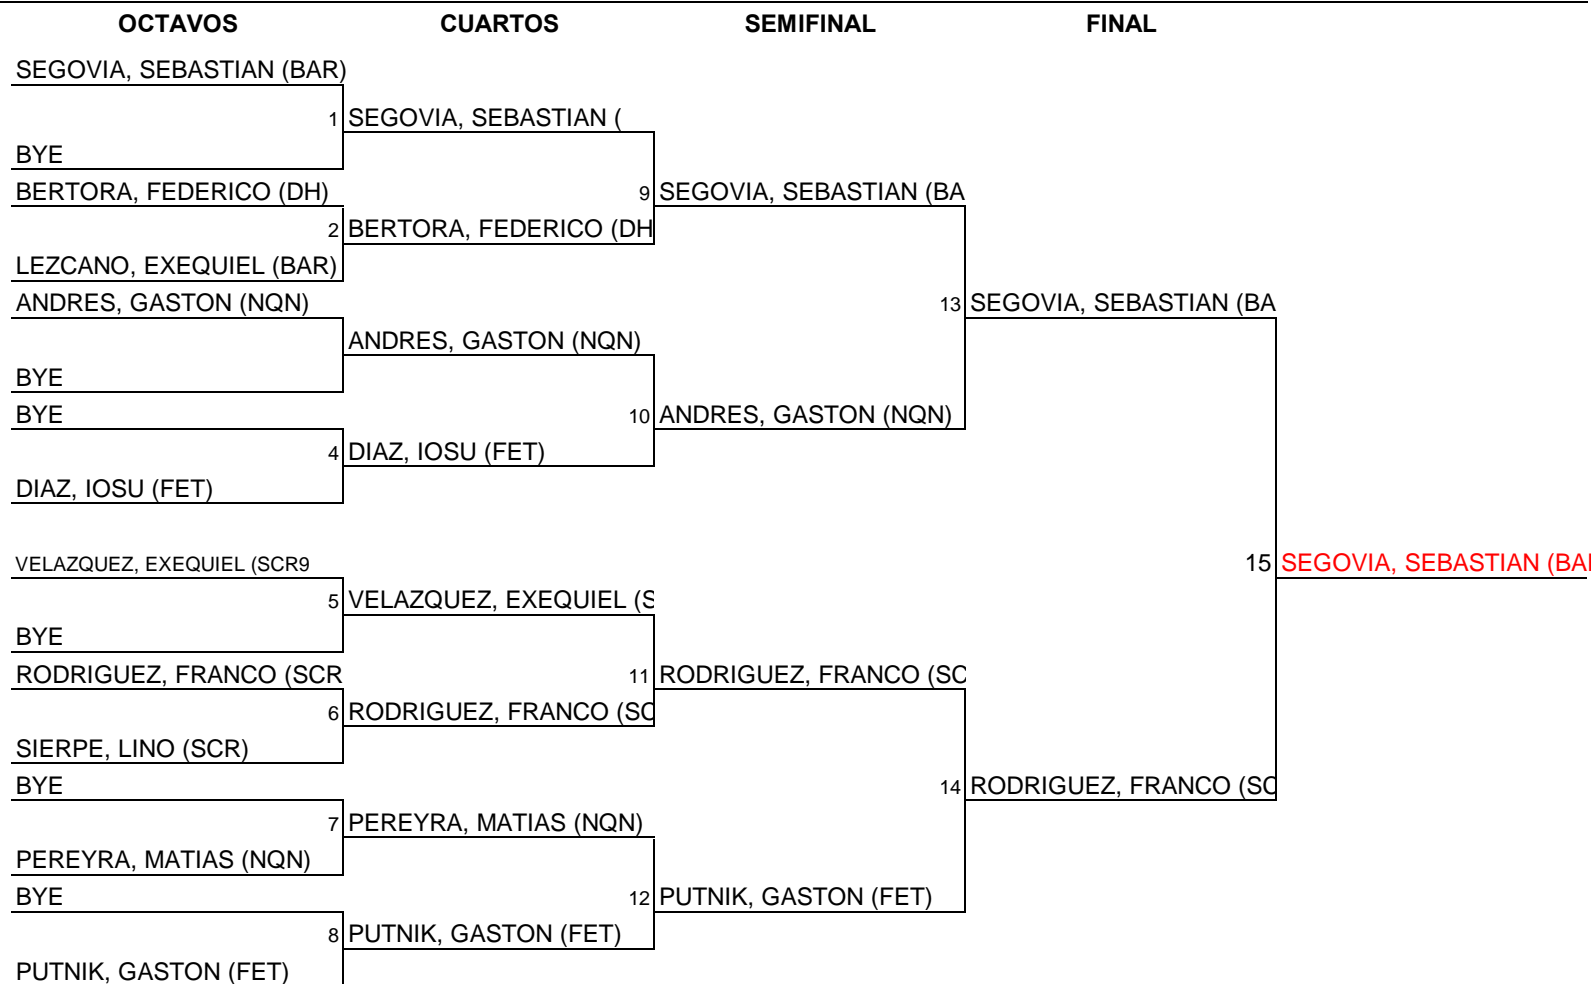 OCTAVOS CUARTOS SEMIFINAL FINAL
SEGOVIA, SEBASTIAN (BAR)
1 SEGOVIA, SEBASTIAN (
BYE
BERTORA, FEDERICO (DH) 9 SEGOVIA, SEBASTIAN (BA
2 BERTORA, FEDERICO (DH
LEZCANO, EXEQUIEL (BAR)
ANDRES, GASTON (NQN) 13 SEGOVIA, SEBASTIAN (BA
ANDRES, GASTON (NQN)
BYE
BYE 10 ANDRES, GASTON (NQN)
4 DIAZ, IOSU (FET)
DIAZ, IOSU (FET)
VELAZQUEZ, EXEQUIEL (SCR9 15 SEGOVIA, SEBASTIAN (BA
5 VELAZQUEZ, EXEQUIEL (S
BYE
RODRIGUEZ, FRANCO (SCR 11 RODRIGUEZ, FRANCO (SC
6 RODRIGUEZ, FRANCO (SC
SIERPE, LINO (SCR)
BYE 14 RODRIGUEZ, FRANCO (SC
7 PEREYRA, MATIAS (NQN)
PEREYRA, MATIAS (NQN)
BYE 12 PUTNIK, GASTON (FET)
8 PUTNIK, GASTON (FET)
PUTNIK, GASTON (FET)